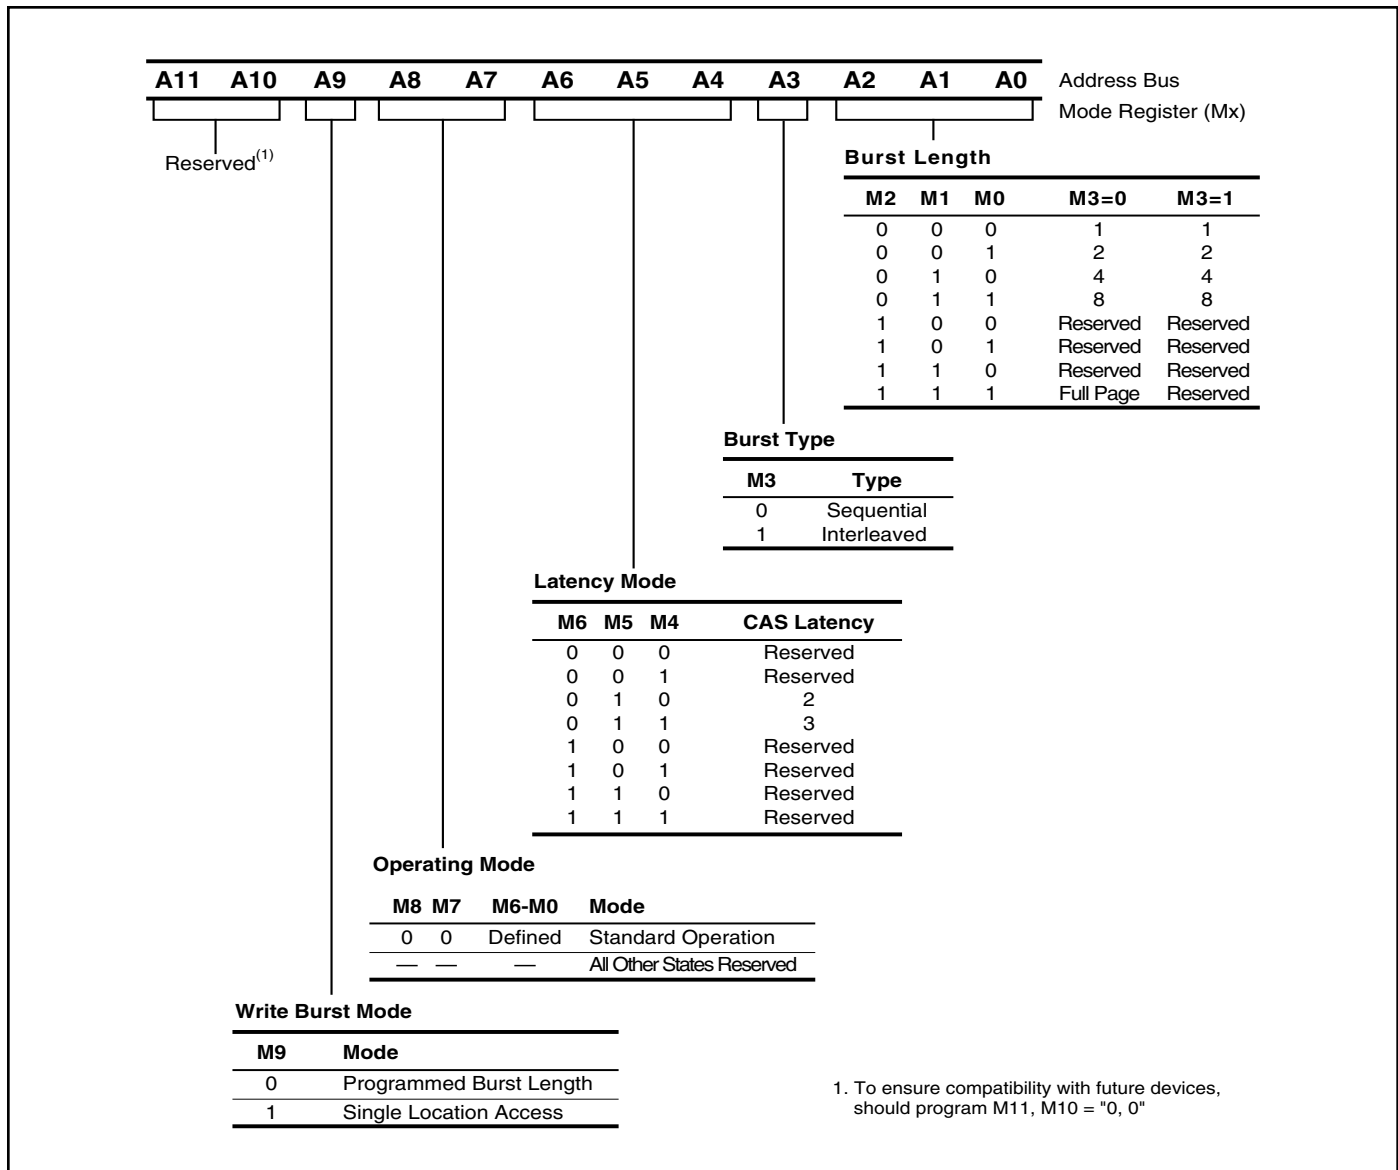 A11 A10 A9 A8 A7 A6 A5 A4 A3 A2 A1 A0 Address Bus
Mode Register (Mx)
Reserved(1)
Burst Length
M2 M1 M0 M3=0 M3=1
0 0 0 1 1
0 0 1 2 2
0 1 0 4 4
0 1 1 8 8
1 0 0 Reserved Reserved
1 0 1 Reserved Reserved
1 1 0 Reserved Reserved
1 1 1 Full Page Reserved
Burst Type
M3 Type
0 Sequential
1 Interleaved
Latency Mode
M6 M5 M4 CAS Latency
0 0 0 Reserved
0 0 1 Reserved
0 1 0 2
0 1 1 3
1 0 0 Reserved
1 0 1 Reserved
1 1 0 Reserved
1 1 1 Reserved
Operating Mode
M8 M7 M6-M0 Mode
0 0 Defined Standard Operation
— — — All Other States Reserved
Write Burst Mode
M9 Mode
0 Programmed Burst Length
1 Single Location Access
1. To ensure compatibility with future devices,
should program M11, M10 = "0, 0"